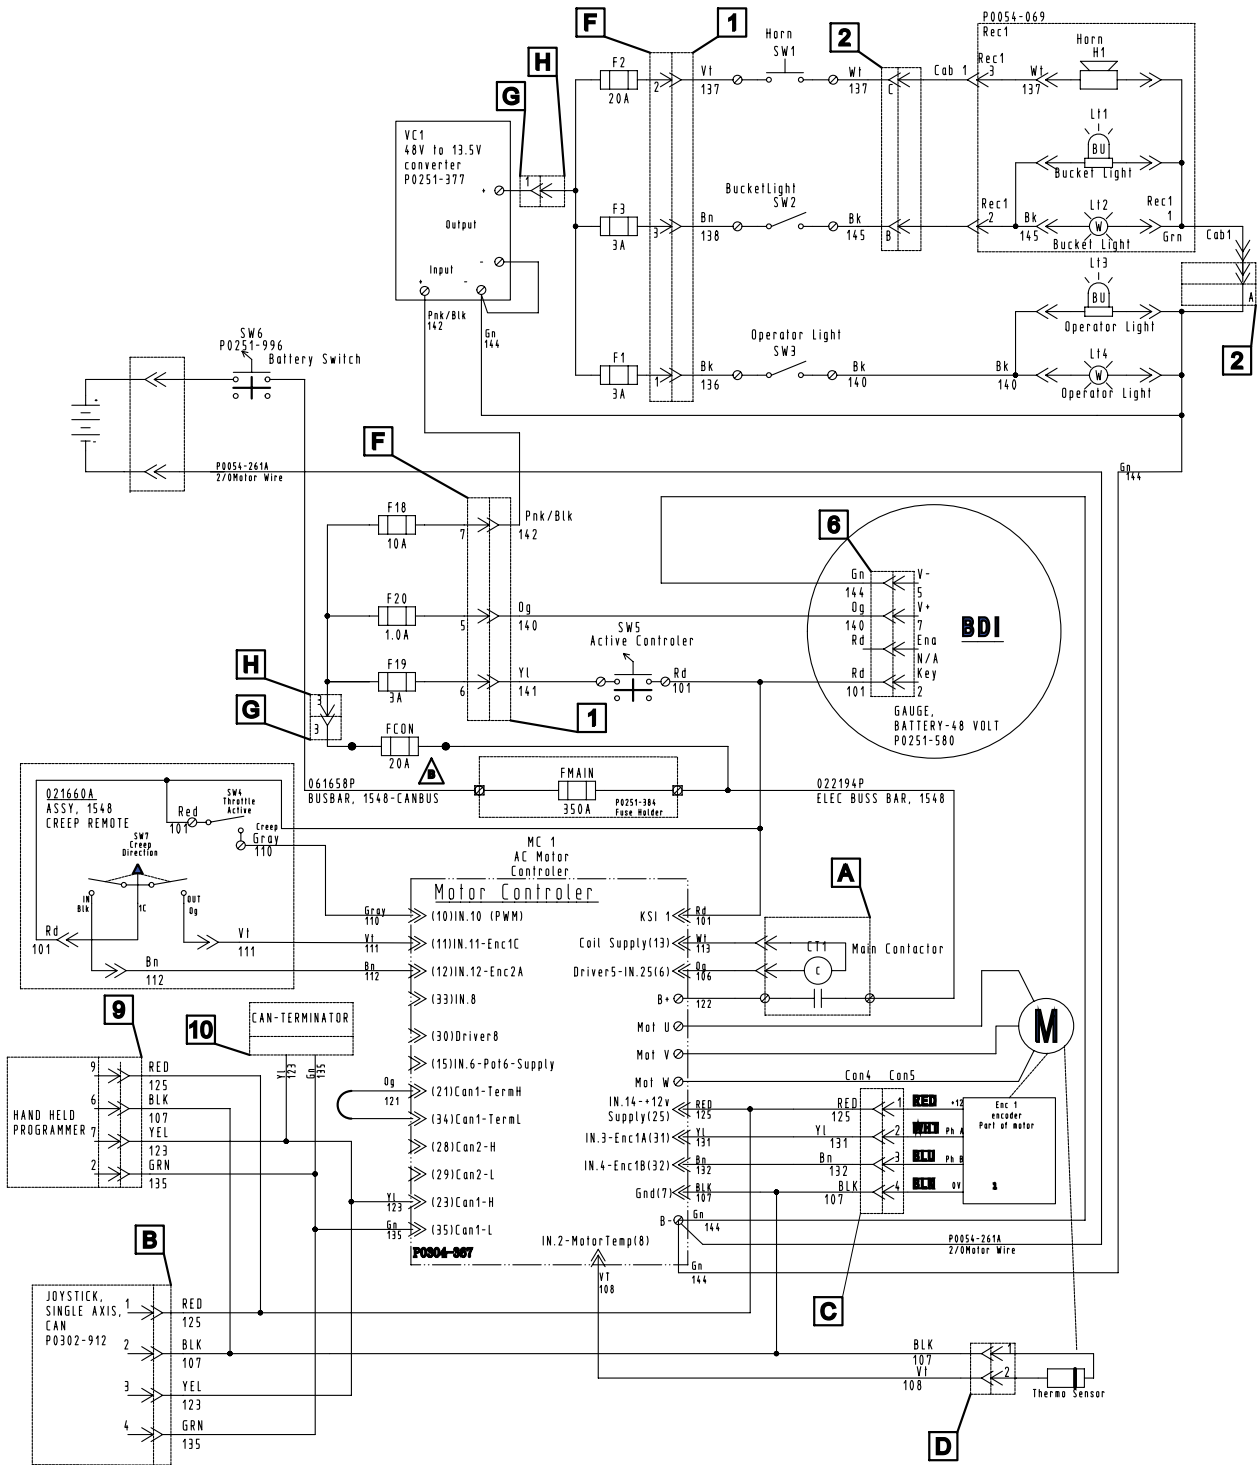 F
1
2
H
G
P0054-069
Rec1
F2
20A
2
Vt
137
Horn
SW1
Wt
137
C
Cab 1
Rec1
3
Wt
137
Horn
H1
Lt1
BU
Bucket Light
VC1
48V to 13.5V
converter
P0251-377
+
Output
-
Input
+
-
1
F3
3A
3
Bn
138
BucketLight
SW2
Bk
145
B
Rec1
2
Bk
145
Lt2
W
Bucket Light
Rec1
1
Grn
Cab1
A
2
Lt3
BU
Operator Light
Pnk/Blk
142
Gn
144
F1
3A
1
Bk
136
Operator Light
SW3
Bk
140
Bk
140
Lt4
W
Operator Light
SW6
P0251-996
Battery Switch
P0054-261A
2/0Motor Wire
Gn
144
F
F18
10A
7
Pnk/Blk
142
F20
1.0A
5
Og
140
F19
3A
6
Yl
141
SW5
Active Controler
Rd
101
1
6
Gn
144
V-
5
Og
140
V+
7
Rd
Ena
N/A
Rd
101
Key
2
BDI
GAUGE,
BATTERY-48 VOLT
P0251-580
H
G
3
3
FCON
20A
B
061658P
BUSBAR, 1548-CANBUS
FMAIN
350A
P0251-384
Fuse Holder
022194P
ELEC BUSS BAR, 1548
021660A
ASSY, 1548
CREEP REMOTE
Red
101
SW4
Throttle
Active
Creep
Gray
110
SW7
Creep
Direction
IN
Blk
1C
OUT
Og
Rd
101
Vt
111
Bn
112
MC 1
AC Motor
Controler
Motor Controler
Gray
110
(10)IN.10 (PWM)
Vt
111
(11)IN.11-Enc1C
Bn
112
(12)IN.12-Enc2A
(33)IN.8
(30)Driver8
(15)IN.6-Pot6-Supply
Og
121
(21)Can1-TermH
(34)Can1-TermL
(28)Can2-H
(29)Can2-L
Yl
123
(23)Can1-H
Gn
135
(35)Can1-L
P0304-367
KSI 1
Rd
101
Coil Supply(13)
Wt
113
Driver5-IN.25(6)
Og
106
B+
122
Mot U
Mot V
Mot W
IN.14-+12v
Supply(25)
RED
125
IN.3-Enc1A(31)
Yl
131
IN.4-Enc1B(32)
Bn
132
Gnd(7)
BLK
107
B-
Gn
144
IN.2-MotorTemp(8)
VT
108
Gn
144
A
CT1
C
Main Contactor
M
Con4
Con5
RED
125
1
RED
+12
Yl
131
2
WHT
Ph A
Bn
132
3
BLU
Ph B
BLK
107
4
BLK
0V
Enc 1
encoder
Part of motor
P0054-261A
2/0Motor Wire
C
9
10
CAN-TERMINATOR
Yl
123
Gn
135
HAND HELD
PROGRAMMER
9
RED
125
6
BLK
107
7
YEL
123
2
GRN
135
B
JOYSTICK,
SINGLE AXIS,
CAN
P0302-912
1
RED
125
2
BLK
107
3
YEL
123
4
GRN
135
BLK
107
1
Vt
108
2
Thermo Sensor
D